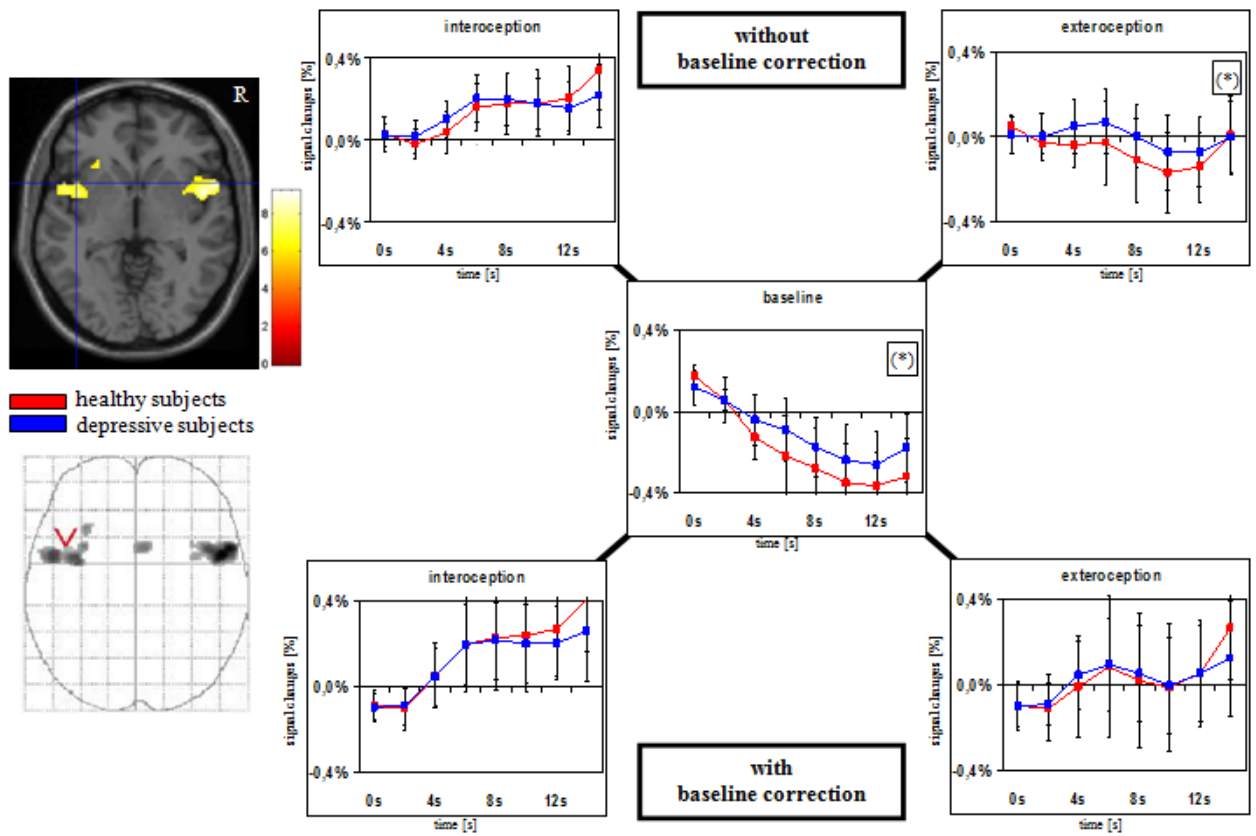 R
8
6
4
2
0
healthy subjects
depressive subjects
interoception
signal changes [%]
0,4%
0,0%
-0,4%
0s 4s 8s 12s
time [s]
without
baseline correction
exteroception
signal changes [%]
0,4%
0,0%
-0,4%
(*)
0s 4s 8s 12s
time [s]
baseline
signal changes [%]
0,4%
0,0%
-0,4%
(*)
0s 4s 8s 12s
time [s]
interoception
signal changes [%]
0,4%
0,0%
-0,4%
0s 4s 8s 12s
time [s]
with
baseline correction
exteroception
signal changes [%]
0,4%
0,0%
-0,4%
0s 4s 8s 12s
time [s]